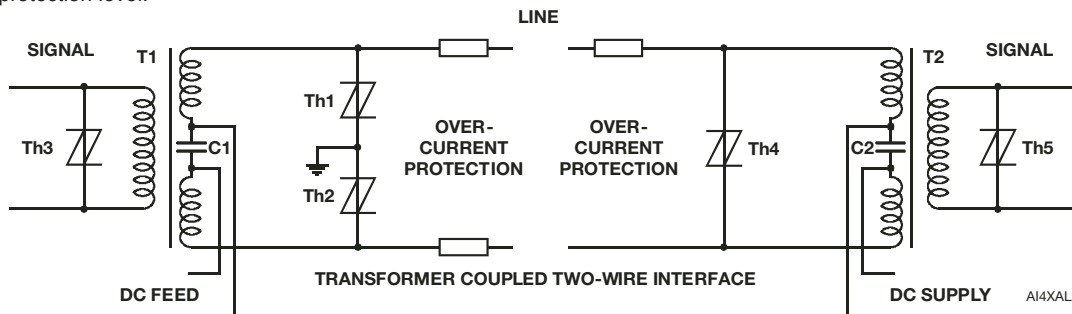 protection level.
LINE
SIGNAL
T1
T2
SIGNAL
Th1
OVER-
CURRENT
PROTECTION
OVER-
CURRENT
PROTECTION
Th3
C1
Th4
C2
Th5
Th2
TRANSFORMER COUPLED TWO-WIRE INTERFACE
DC FEED
DC SUPPLY
AI4XAL